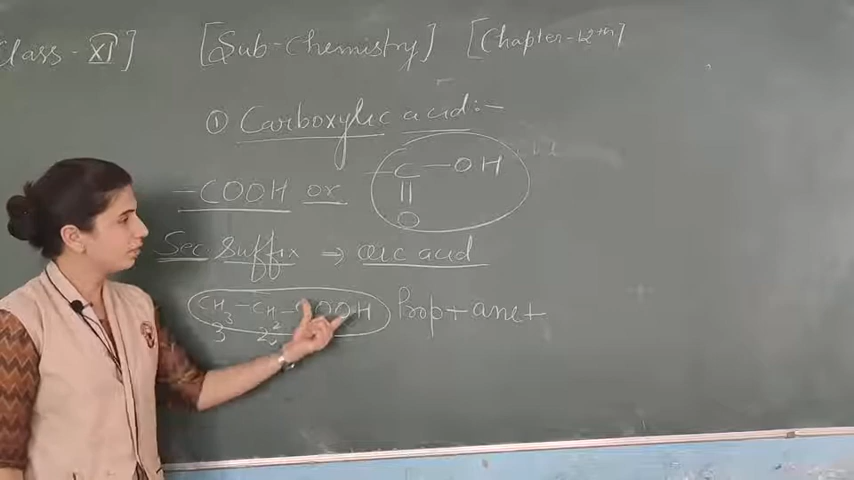 Class - XI] [Sub-Chemistry] [Chapter-12th]
① Carboxylic acid:-
-COOH or -C-OH
||
O
Sec. Suffix ⇒ oic acid
CH3-CH2-COOH Prop+ane+
3 2